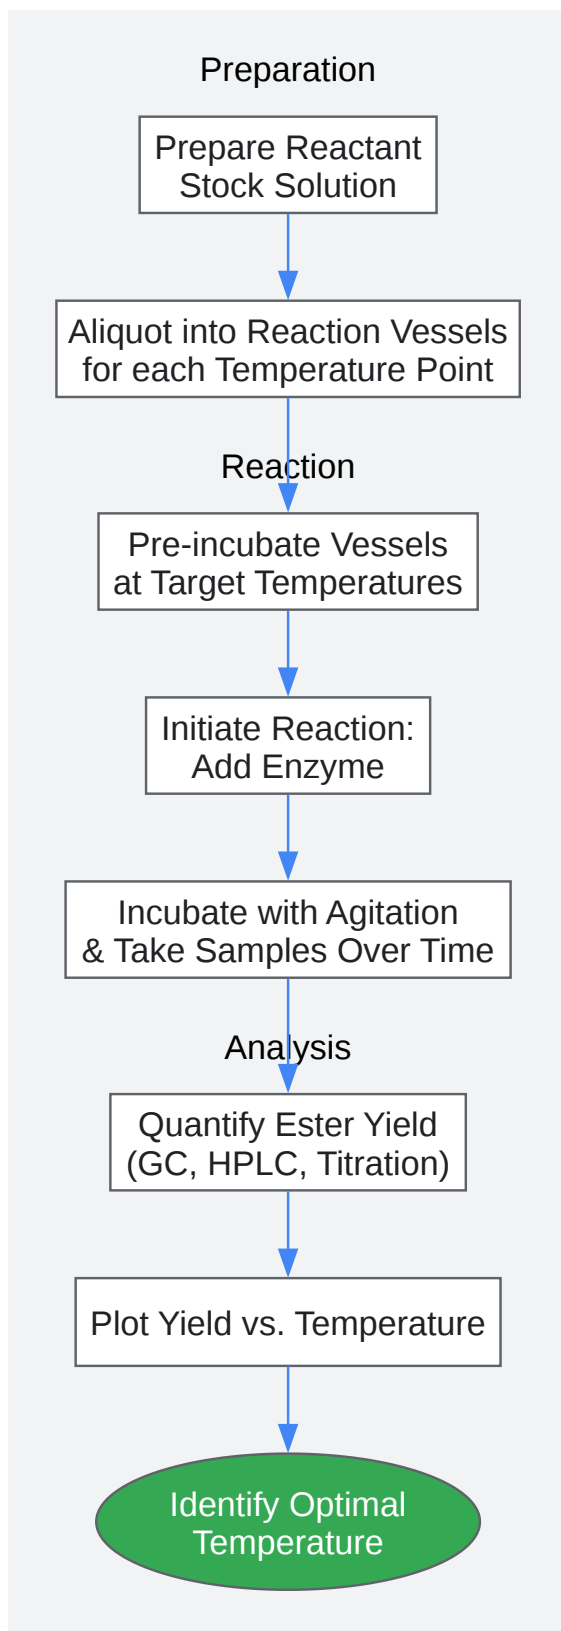 Preparation
Prepare Reactant
Stock Solution
Aliquot into Reaction Vessels
for each Temperature Point
Reaction
Pre-incubate Vessels
at Target Temperatures
Initiate Reaction:
Add Enzyme
Incubate with Agitation
& Take Samples Over Time
Analysis
Quantify Ester Yield
(GC, HPLC, Titration)
Plot Yield vs. Temperature
Identify Optimal
Temperature